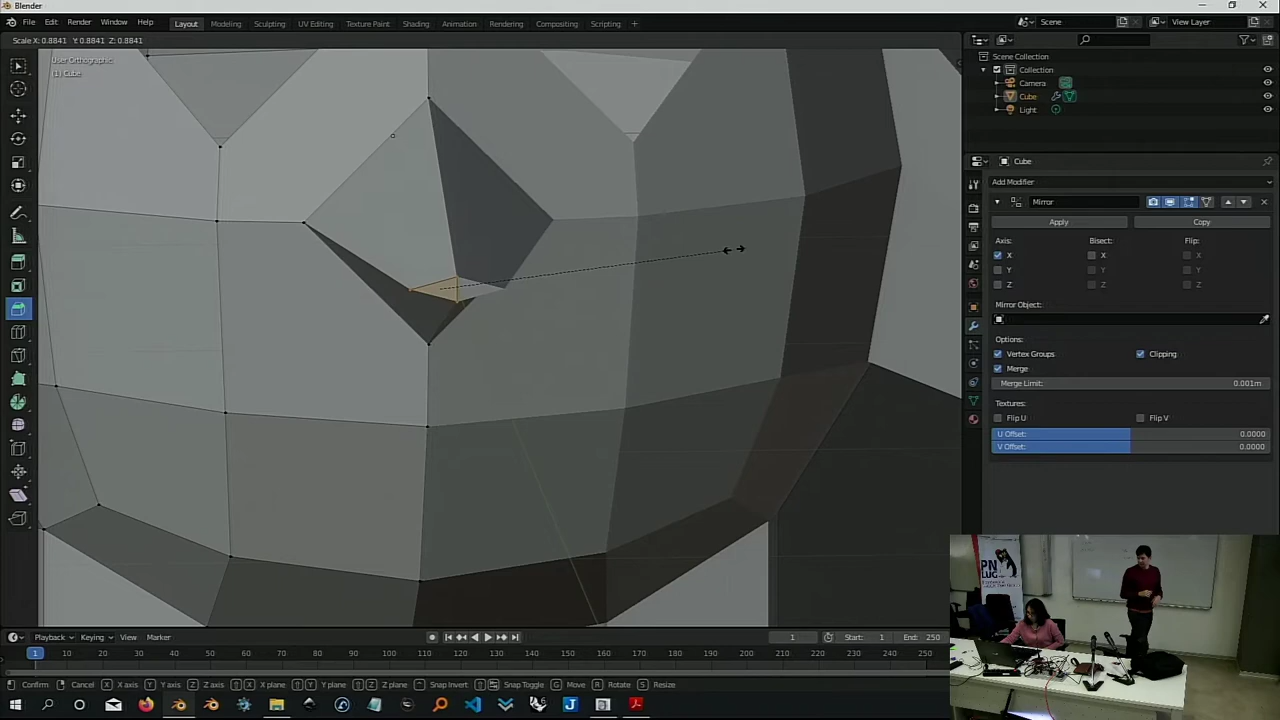 Blender
File Edit Render Window Help Layout Modeling Sculpting UV Editing Texture Paint Shading Animation Rendering Compositing Scripting + Scene View Layer
Scale X: 0.8841 Y: 0.8841 Z: 0.8841
User Orthographic
(1) Cube
Scene Collection
Collection
Camera
Cube
Light
Cube
Add Modifier
Mirror
Apply Copy
Axis: Bisect: Flip:
X X X
Y Y Y
Z Z Z
Mirror Object:
Options:
Vertex Groups Clipping
Merge
Merge Limit: 0.001m
Textures:
Flip U Flip V
U Offset: 0.0000
V Offset: 0.0000
PN
LUG
Playback Keying View Marker 1 Start: 1 End: 250
1 10 20 30 40 50 60 70 80 90 100 110 120 130 140 150 160 170 180 190 200 210 220 230 240 250
Confirm Cancel X X axis Y Y axis Z Z axis X X plane Y Y plane Z Z plane Snap Invert Snap Toggle G Move R Rotate S Resize